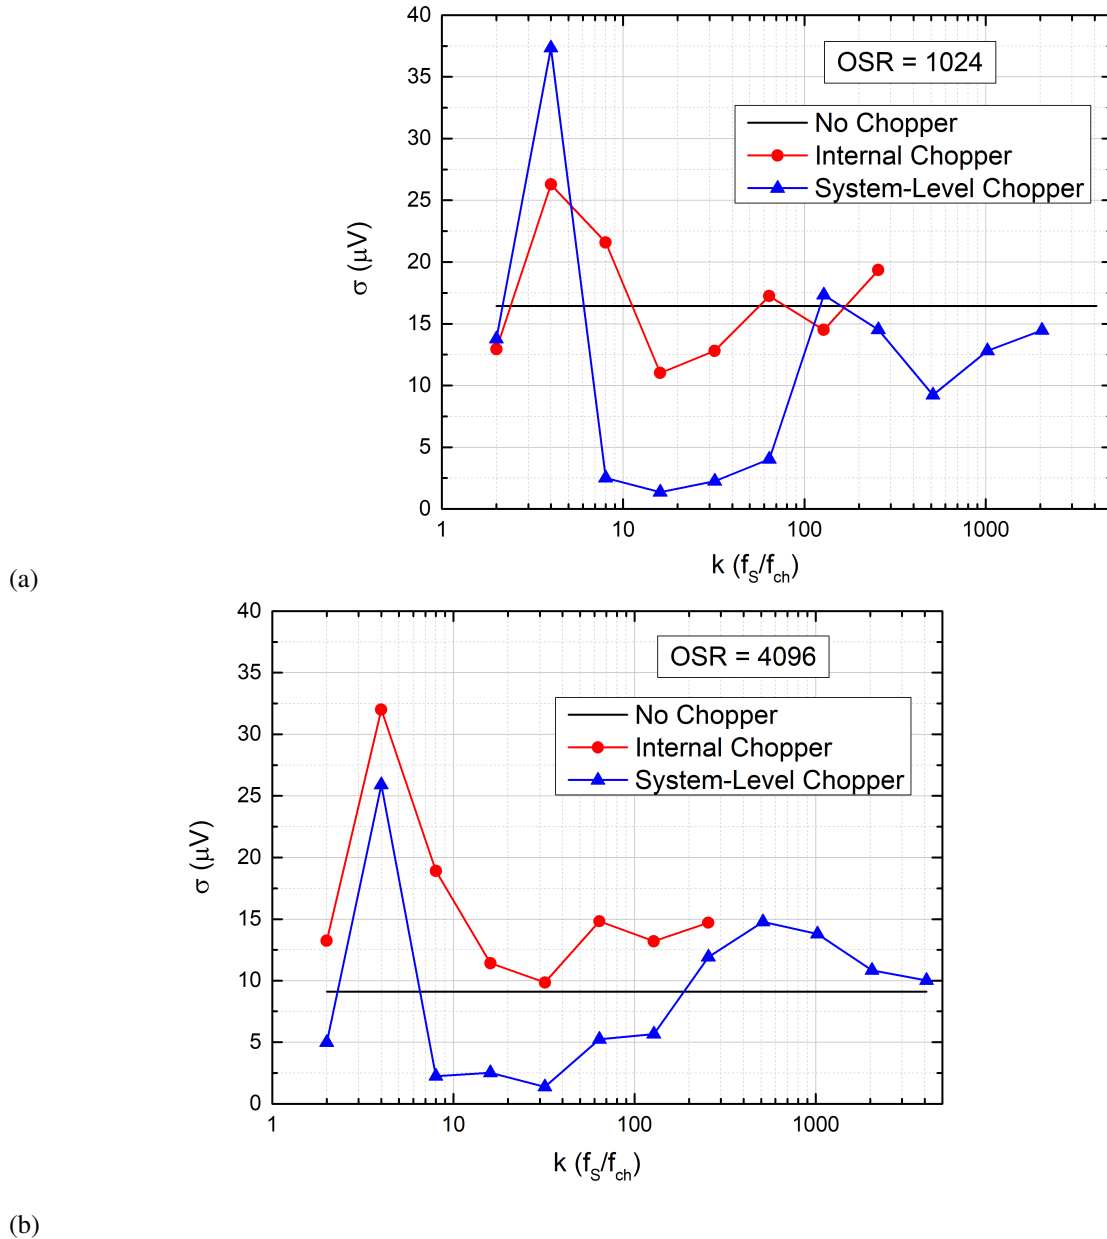 40
35
30
25
20
15
10
5
0
σ (μV)
OSR = 1024
No Chopper
Internal Chopper
System-Level Chopper
1 10 100 1000
k (fS/fch)
(a)
40
35
30
25
20
15
10
5
0
σ (μV)
OSR = 4096
No Chopper
Internal Chopper
System-Level Chopper
1 10 100 1000
k (fS/fch)
(b)